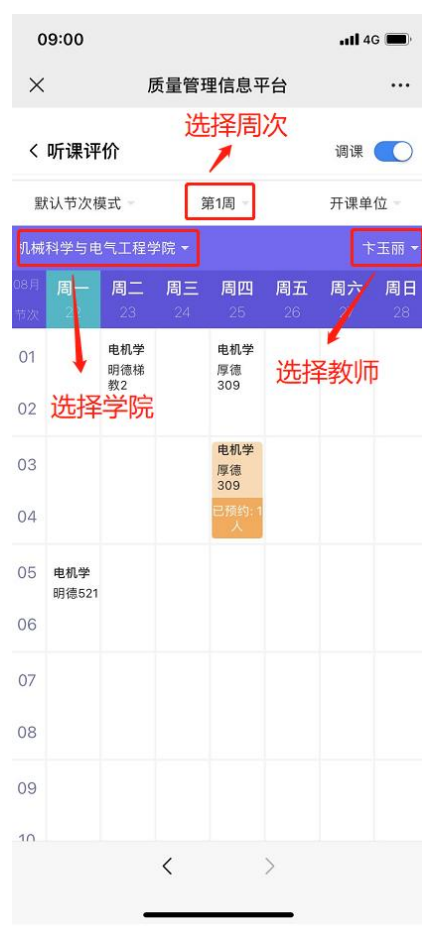 09:00
4G
质量管理信息平台
选择周次
听课评价
调课
默认节次模式
第1周
开课单位
机械科学与电气工程学院
卞玉丽
08月
周一
周二
周三
周四
周五
周六
周日
节次
22
23
24
25
26
27
28
01
电机学
明德梯
教2
电机学
厚德
309
选择教师
选择学院
02
03
电机学
厚德
309
04
已预约: 1
人
05
电机学
明德521
06
07
08
09
10